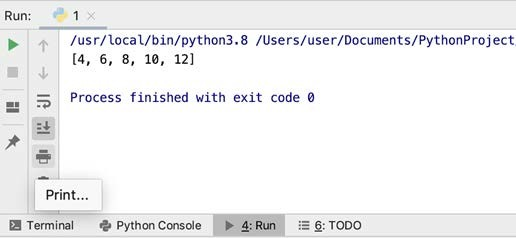 Run: 1
/usr/local/bin/python3.8 /Users/user/Documents/PythonProject
[4, 6, 8, 10, 12]
Process finished with exit code 0
Print...
Terminal Python Console 4: Run 6: TODO